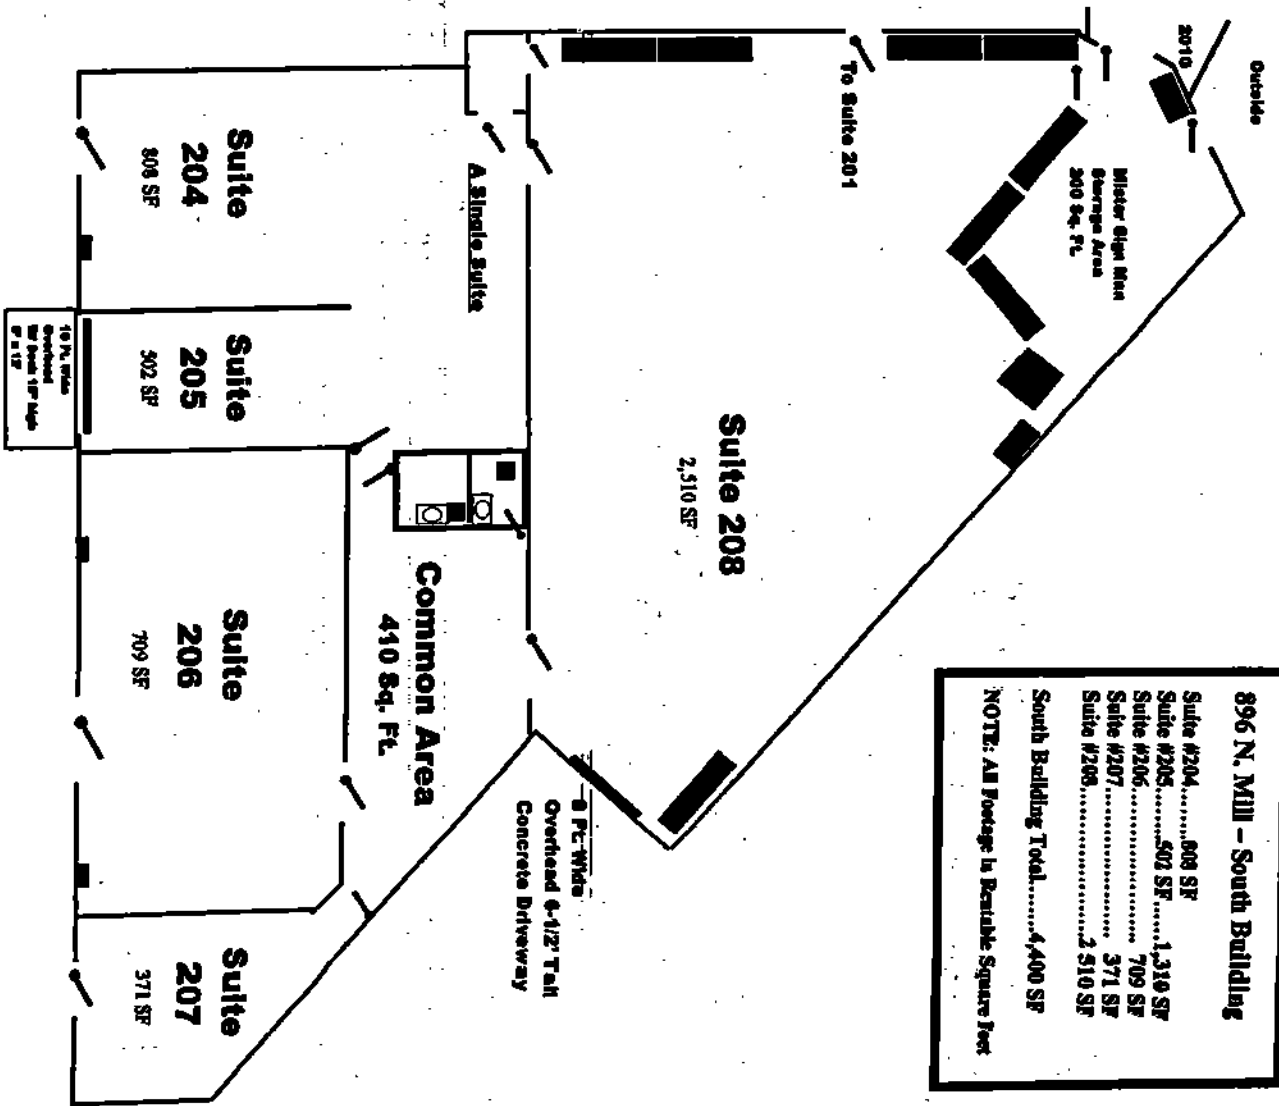 896 N. Mill – South Building
Suite #204.........808 SF
Suite #205.........502 SF.......1,310 SF
Suite #206.................... 709 SF
Suite #207.................... 371 SF
Suite #208....................2 510 SF
South Building Total.........4,400 SF
NOTE: All Footage in Rentable Square Feet
Outside
2010
Mister Sign Man
Storage Area
200 Sq. Ft.
To Suite 201
Suite 208
2,510 SF
A Single Suite
8 Ft. Wide
Overhead 6-1/2' Tall
Concrete Driveway
Common Area
410 Sq. Ft.
Suite
204
808 SF
Suite
205
502 SF
Suite
206
709 SF
Suite
207
371 SF
10 Ft. Wide
Overhead